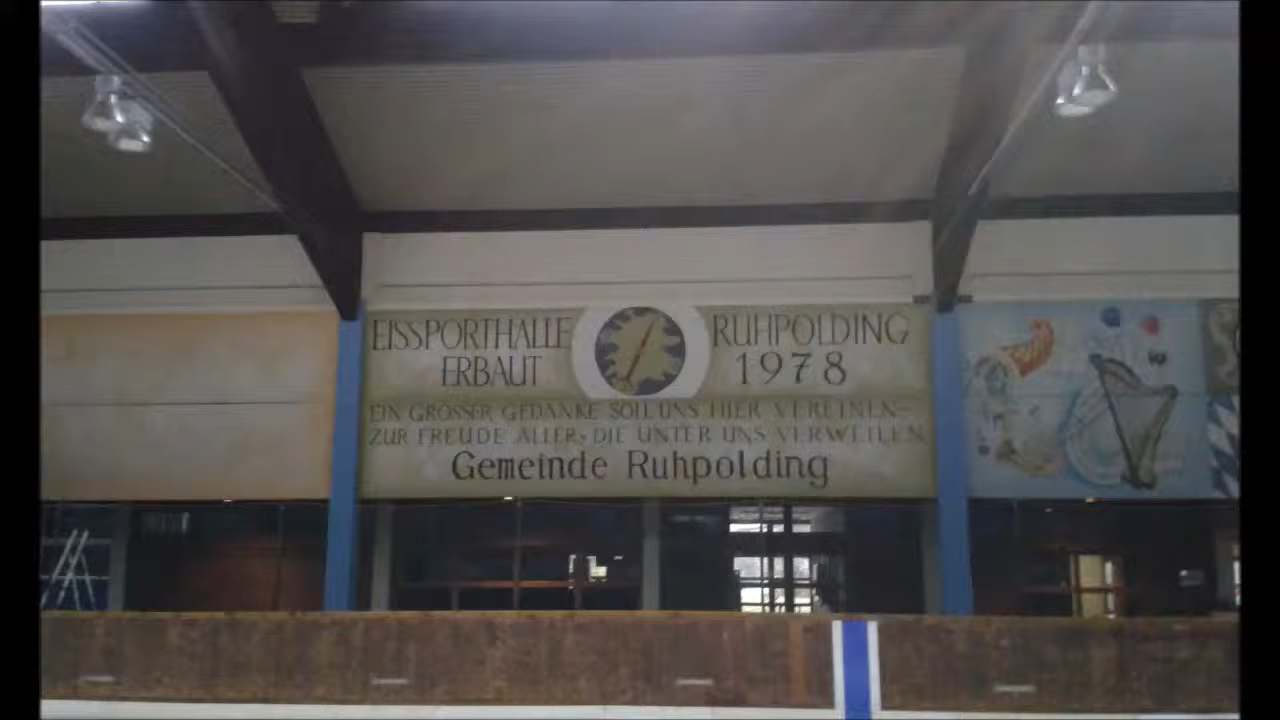 EISSPORTHALLE RUHPOLDING
ERBAUT 1978
EIN GROSSER GEDANKE SOLL UNS HIER VEREINEN-
ZUR FREUDE ALLER, DIE UNTER UNS VERWEILEN
Gemeinde Ruhpolding